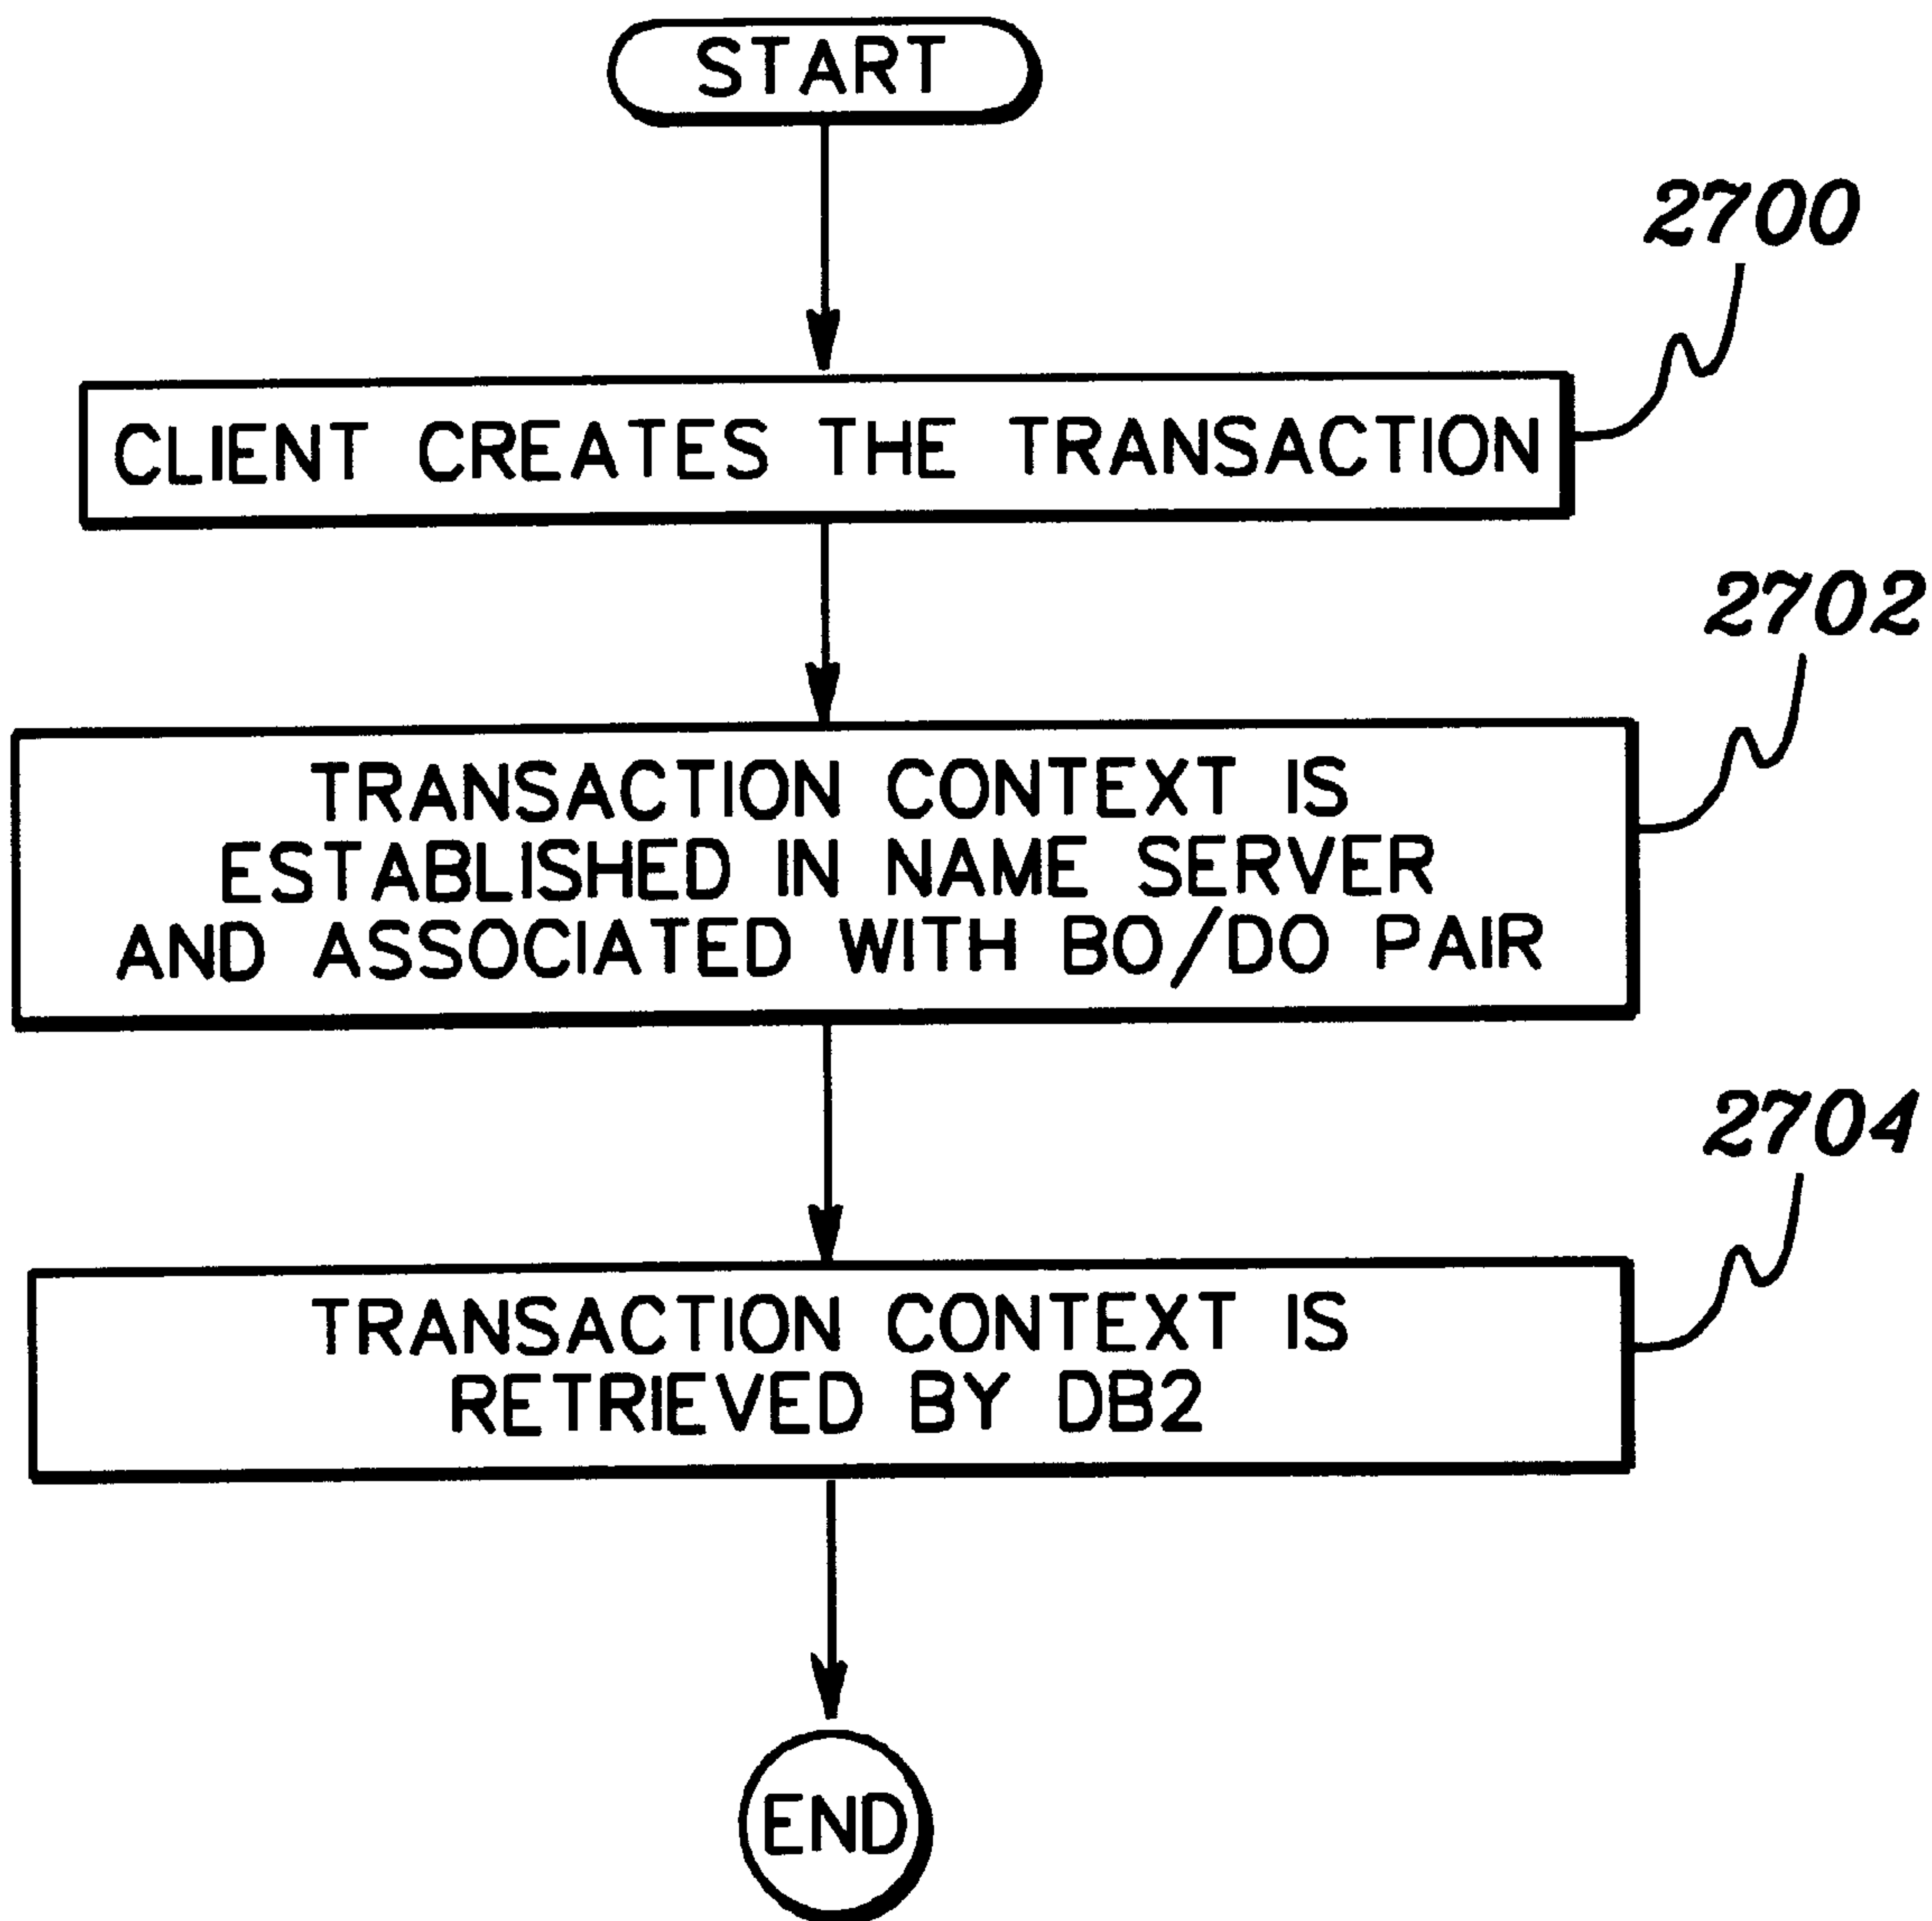 START
2700
CLIENT CREATES THE TRANSACTION
2702
TRANSACTION CONTEXT IS
ESTABLISHED IN NAME SERVER
AND ASSOCIATED WITH BO/DO PAIR
2704
TRANSACTION CONTEXT IS
RETRIEVED BY DB2
END